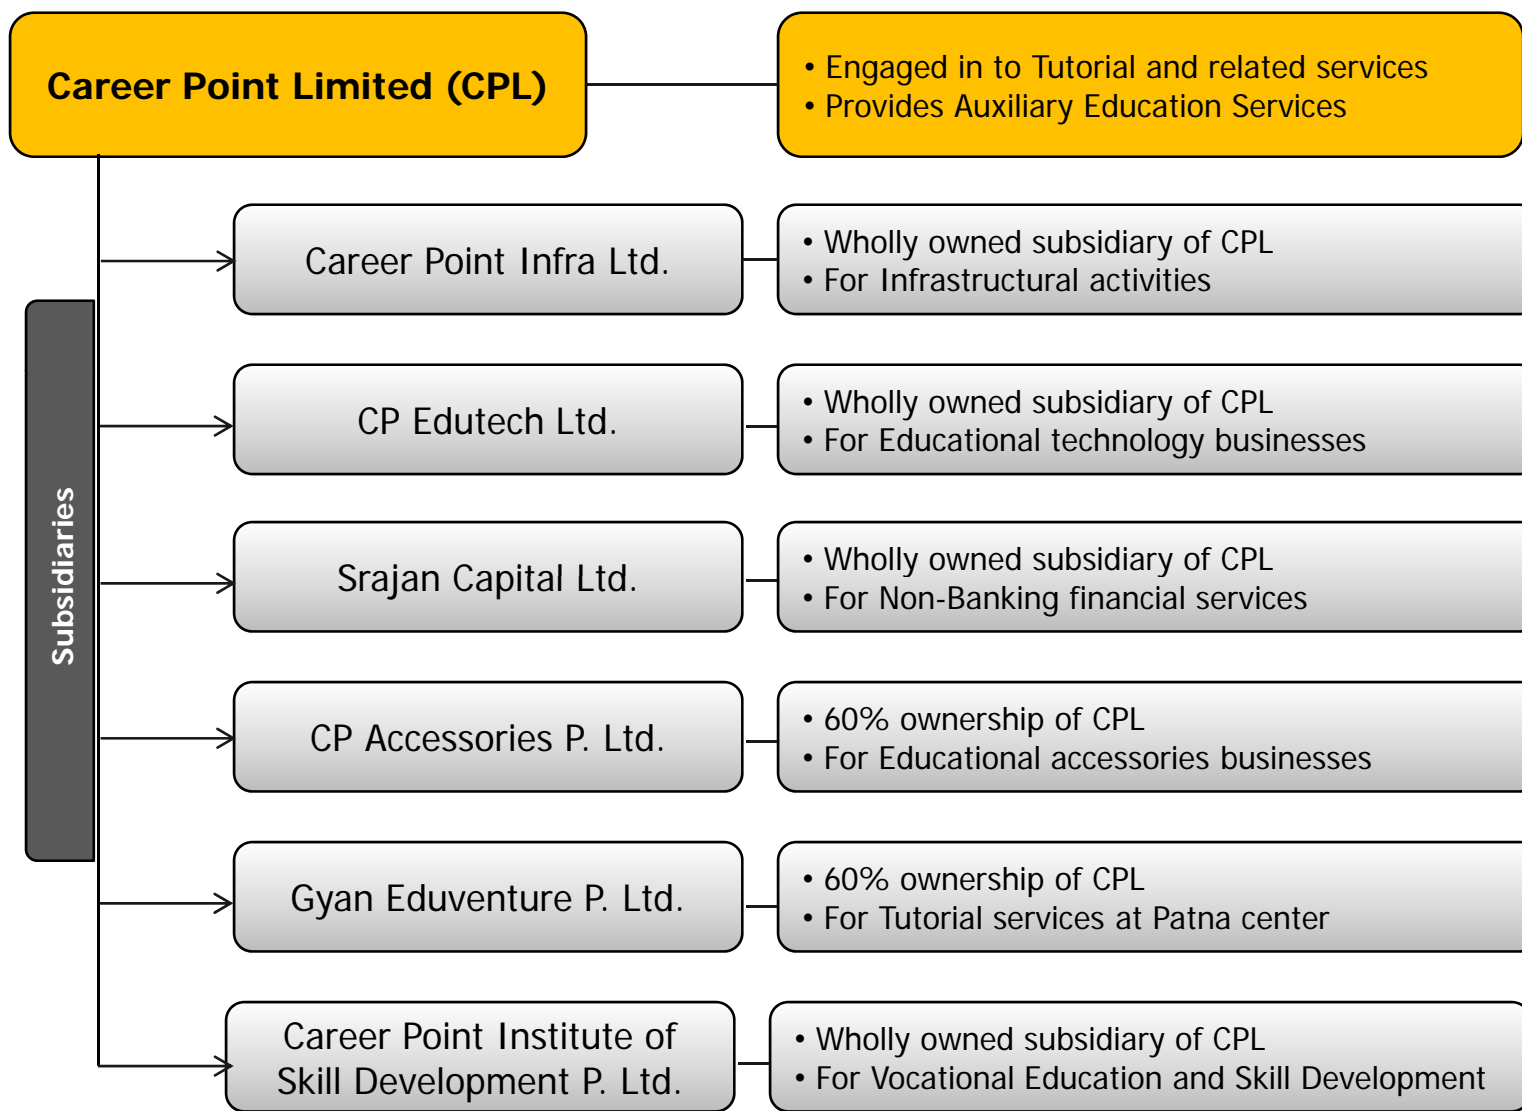 Career Point Limited (CPL)
• Engaged in to Tutorial and related services
• Provides Auxiliary Education Services
Subsidiaries
Career Point Infra Ltd.
• Wholly owned subsidiary of CPL
• For Infrastructural activities
CP Edutech Ltd.
• Wholly owned subsidiary of CPL
• For Educational technology businesses
Srajan Capital Ltd.
• Wholly owned subsidiary of CPL
• For Non-Banking financial services
CP Accessories P. Ltd.
• 60% ownership of CPL
• For Educational accessories businesses
Gyan Eduventure P. Ltd.
• 60% ownership of CPL
• For Tutorial services at Patna center
Career Point Institute of
Skill Development P. Ltd.
• Wholly owned subsidiary of CPL
• For Vocational Education and Skill Development